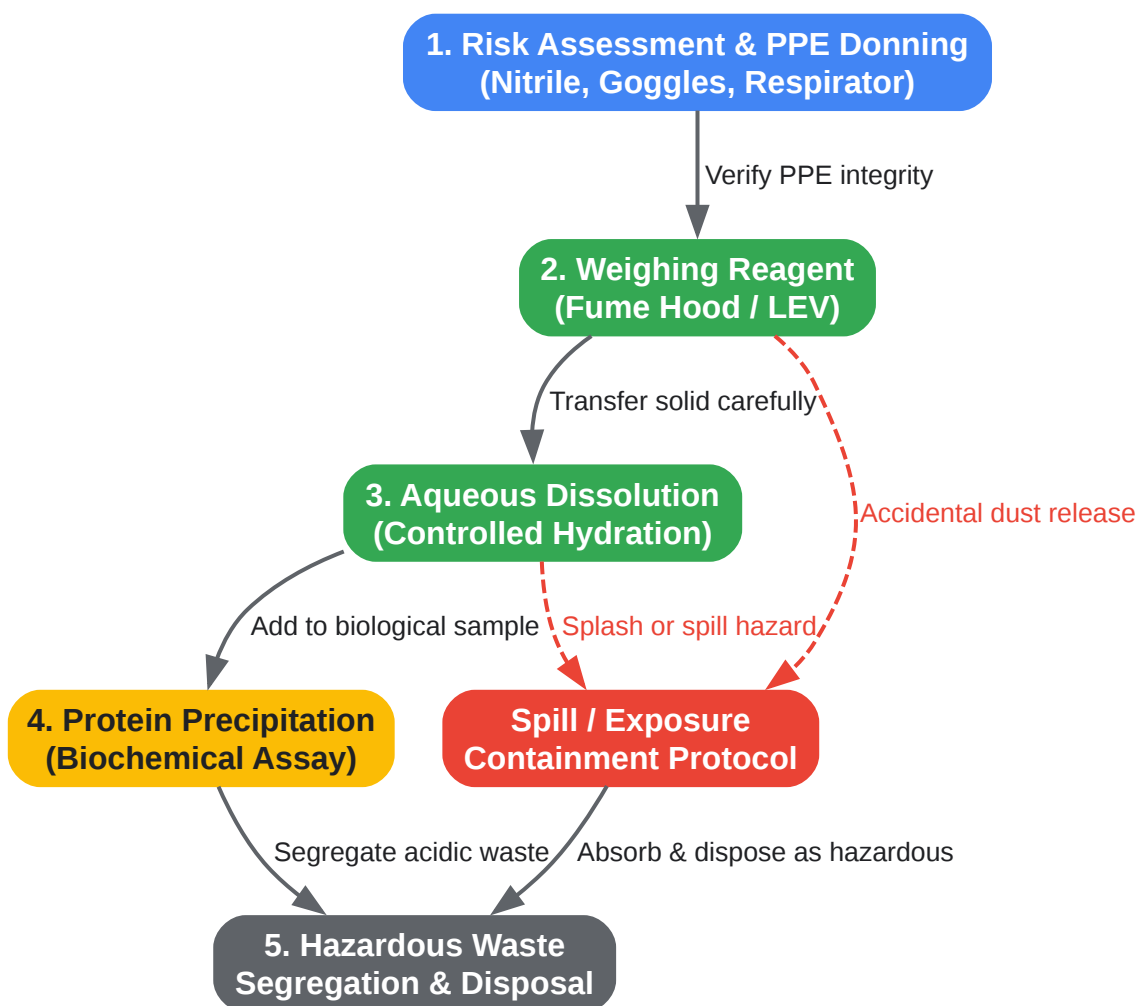 1. Risk Assessment & PPE Donning
(Nitrile, Goggles, Respirator)
Verify PPE integrity
2. Weighing Reagent
(Fume Hood / LEV)
Transfer solid carefully
3. Aqueous Dissolution
(Controlled Hydration)
Accidental dust release
Add to biological sample
Splash or spill hazard
4. Protein Precipitation
(Biochemical Assay)
Spill / Exposure
Containment Protocol
Segregate acidic waste
Absorb & dispose as hazardous
5. Hazardous Waste
Segregation & Disposal